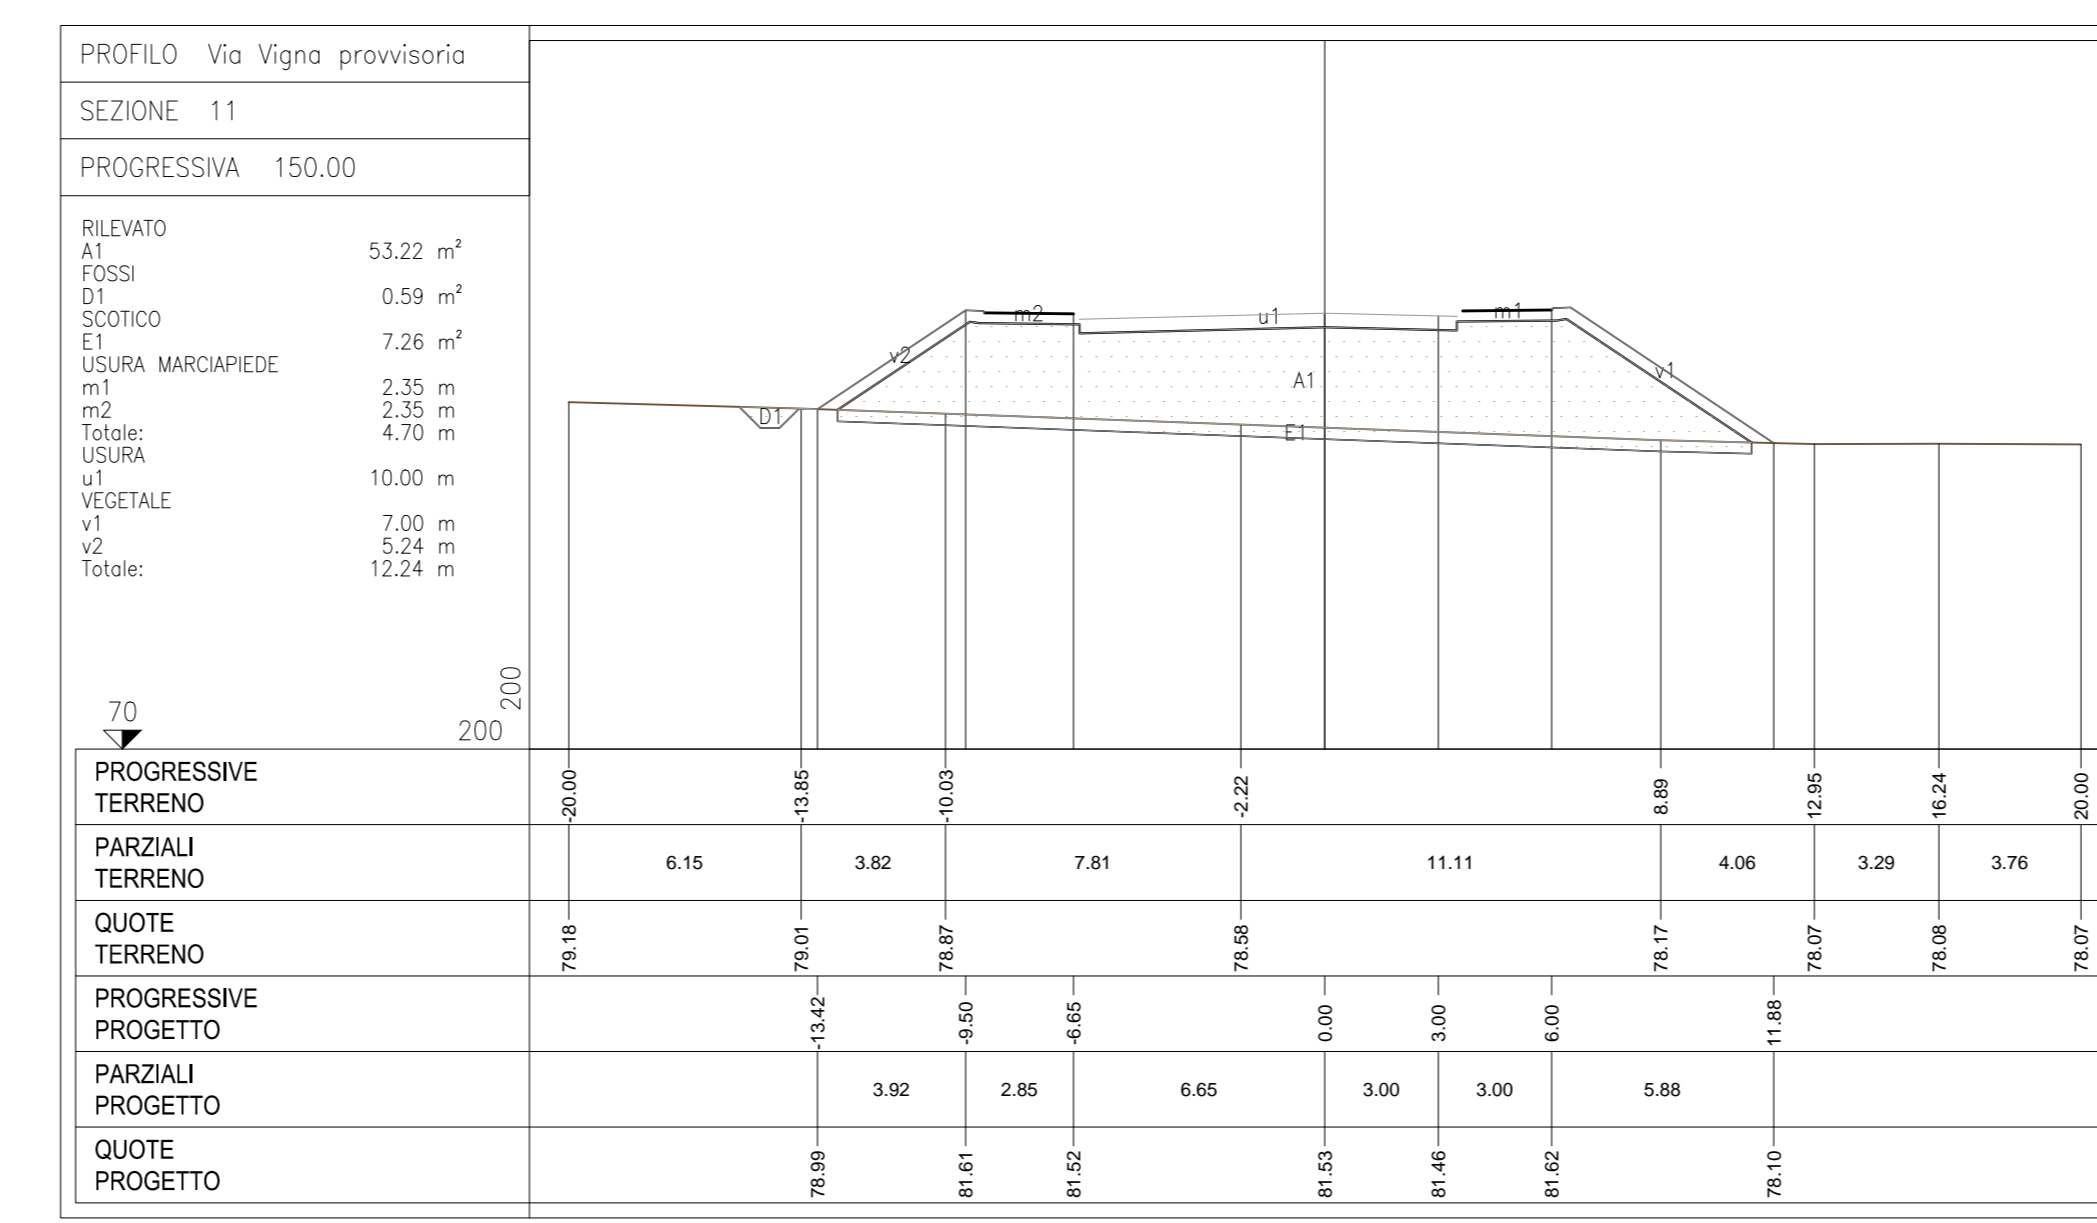 PROFILO Via Vigna provvisoria
SEZIONE 11
PROGRESSIVA 150.00
RILEVATO
A1 53.22 m²
FOSSI
D1 0.59 m²
SCOTICO
E1 7.26 m²
USURA MARCIAPIEDE
m1 2.35 m
m2 2.35 m
Totale: 4.70 m
USURA
u1 10.00 m
VEGETALE
v1 7.00 m
v2 5.24 m
Totale: 12.24 m
m2 u1 m1
v2 A1 v1
D1 E1
200
70 200
PROGRESSIVE
TERRENO
-20.00 -13.85 -10.03 -2.22 8.89 12.95 16.24 20.00
PARZIALI
TERRENO
6.15 3.82 7.81 11.11 4.06 3.29 3.76
QUOTE
TERRENO
79.18 79.01 78.87 78.58 78.17 78.07 78.08 78.07
PROGRESSIVE
PROGETTO
-13.42 -9.50 -6.65 0.00 3.00 6.00 11.88
PARZIALI
PROGETTO
3.92 2.85 6.65 3.00 3.00 5.88
QUOTE
PROGETTO
78.99 81.61 81.52 81.53 81.46 81.62 78.10